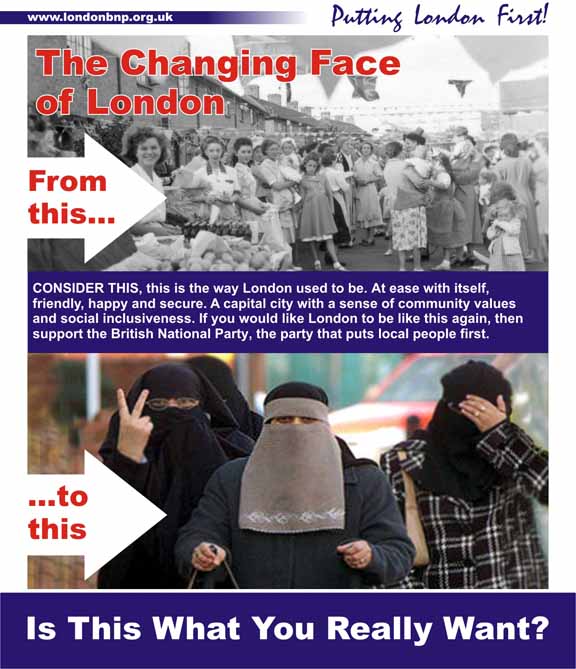 www.londonbnp.org.uk
Putting London First!
The Changing Face
of London
From
this...
CONSIDER THIS, this is the way London used to be. At ease with itself,
friendly, happy and secure. A capital city with a sense of community values
and social inclusiveness. If you would like London to be like this again, then
support the British National Party, the party that puts local people first.
...to
this
Is This What You Really Want?